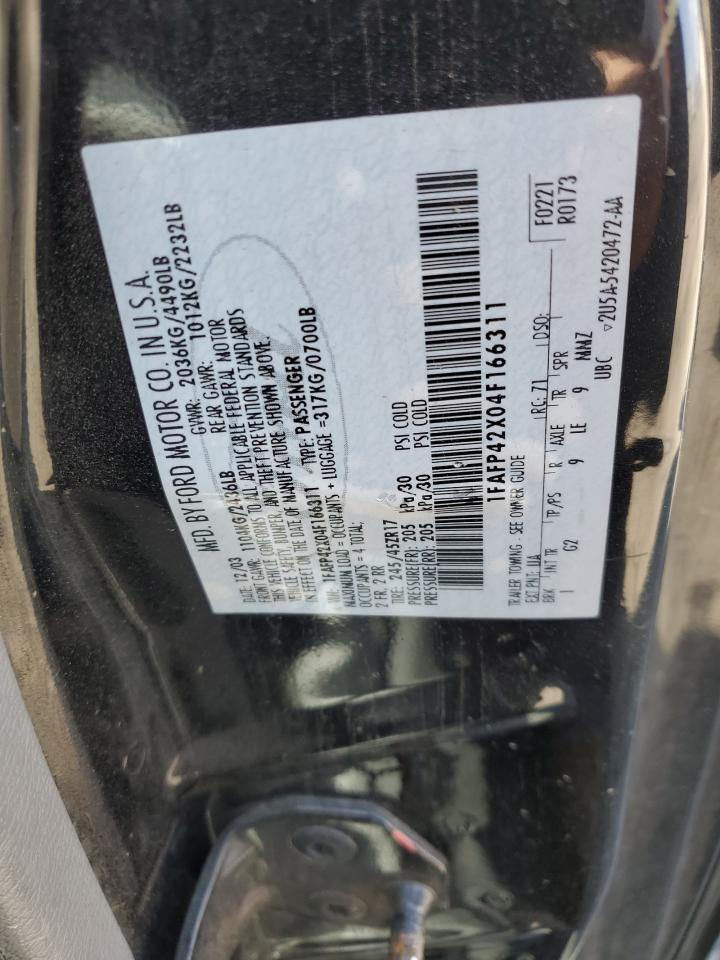 MFD. BY FORD MOTOR CO. IN U.S.A.
DATE: 12/03 GVWR: 2036KG/4490LB
FRONT GAWR: 1104KG/2436LB REAR GAWR: 1012KG/2232LB
THIS VEHICLE CONFORMS TO ALL APPLICABLE FEDERAL MOTOR
VEHICLE SAFETY, BUMPER, AND THEFT PREVENTION STANDARDS
IN EFFECT ON THE DATE OF MANUFACTURE SHOWN ABOVE.
VIN: 1FAFP42X04F166311 TYPE: PASSENGER
MAXIMUM LOAD = OCCUPANTS + LUGGAGE =317KG/0700LB
OCCUPANTS = 4 TOTAL;
2 FR, 2 RR
TIRE: 245/45ZR17
PRESSURE(FR): 205 kPa/30 PSI COLD
PRESSURE(RR): 205 kPa/30 PSI COLD
1FAFP42X04F166311
TRAILER TOWING - SEE OWNER GUIDE
F0221
EXT PNT: UA RC: 71 DSO: R0173
BRK INT TR TP/PS R AXLE TR SPR
I G2 9 LE 9 MMZ
UBC ▽2U5A-5420472-AA